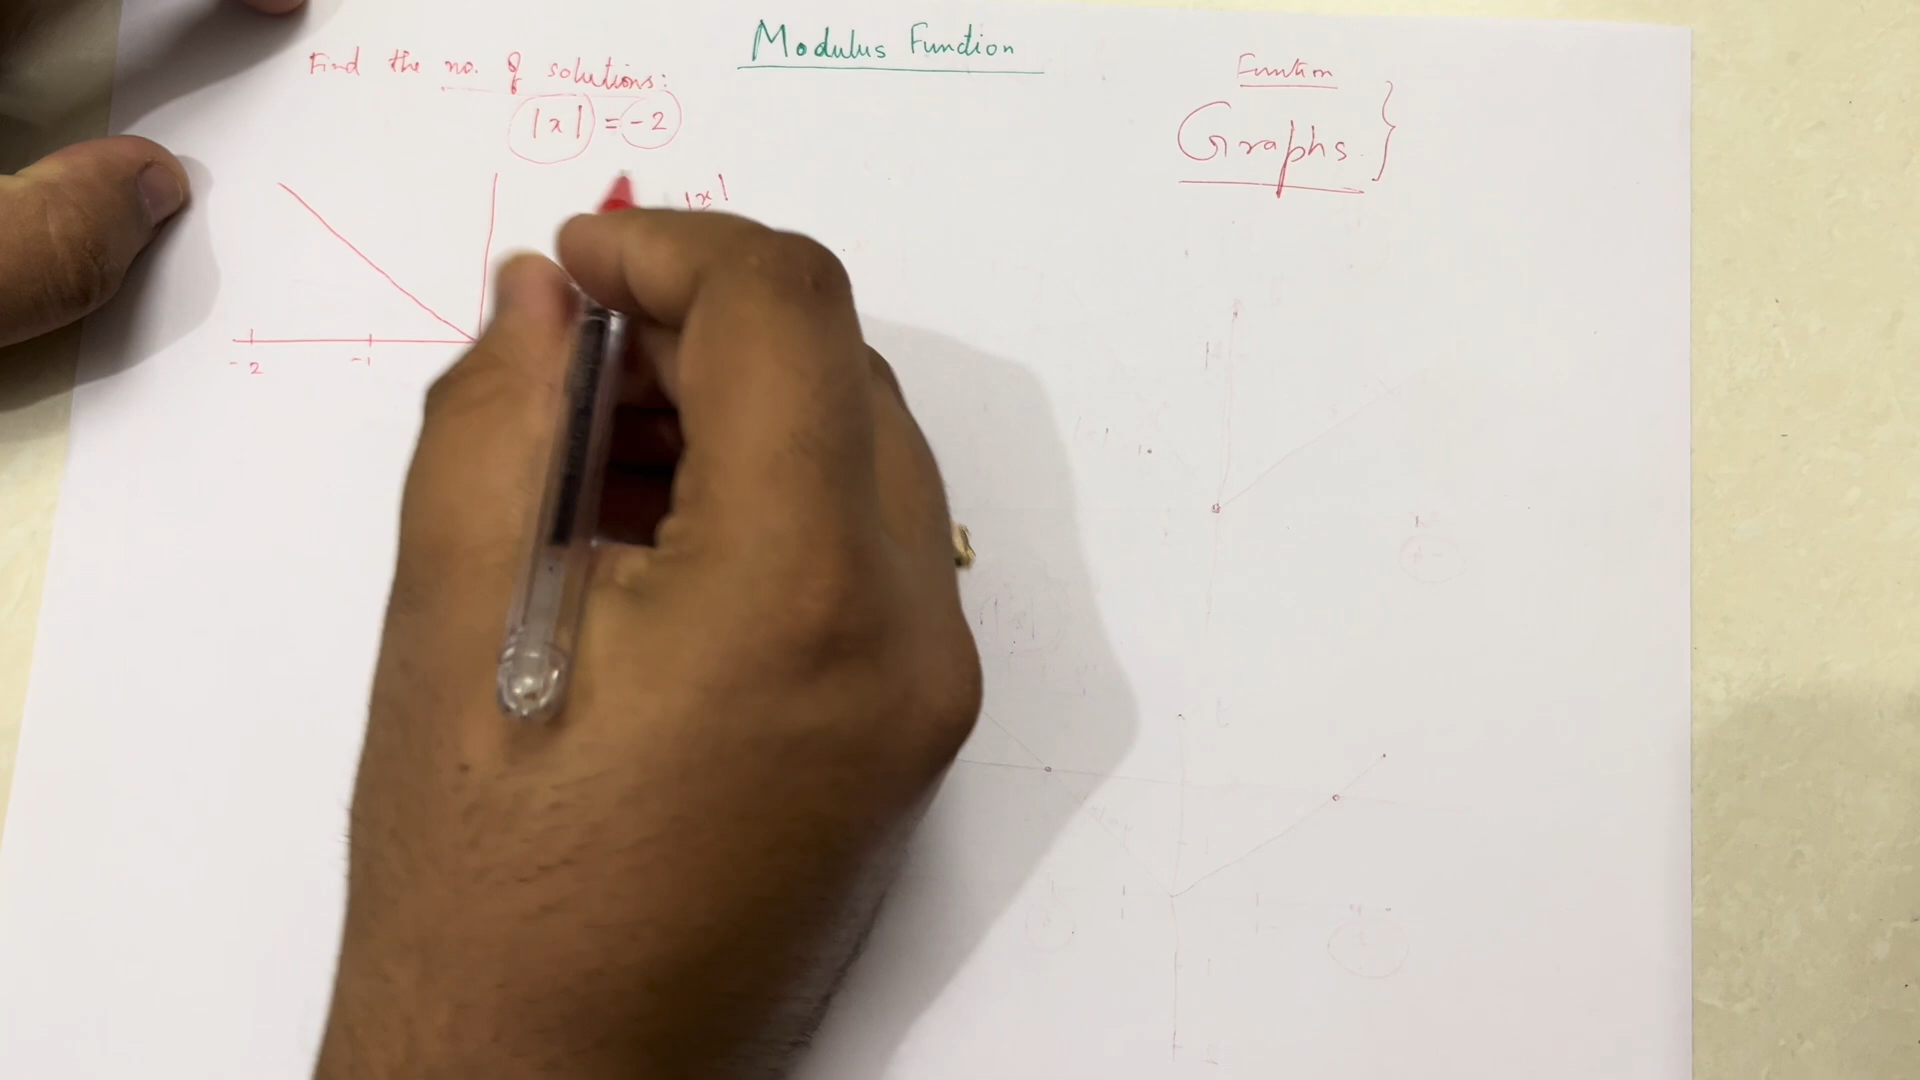 Modulus Function
Find the no. of solutions:
|x| = -2
|x|
-2 -1
Function
Graphs